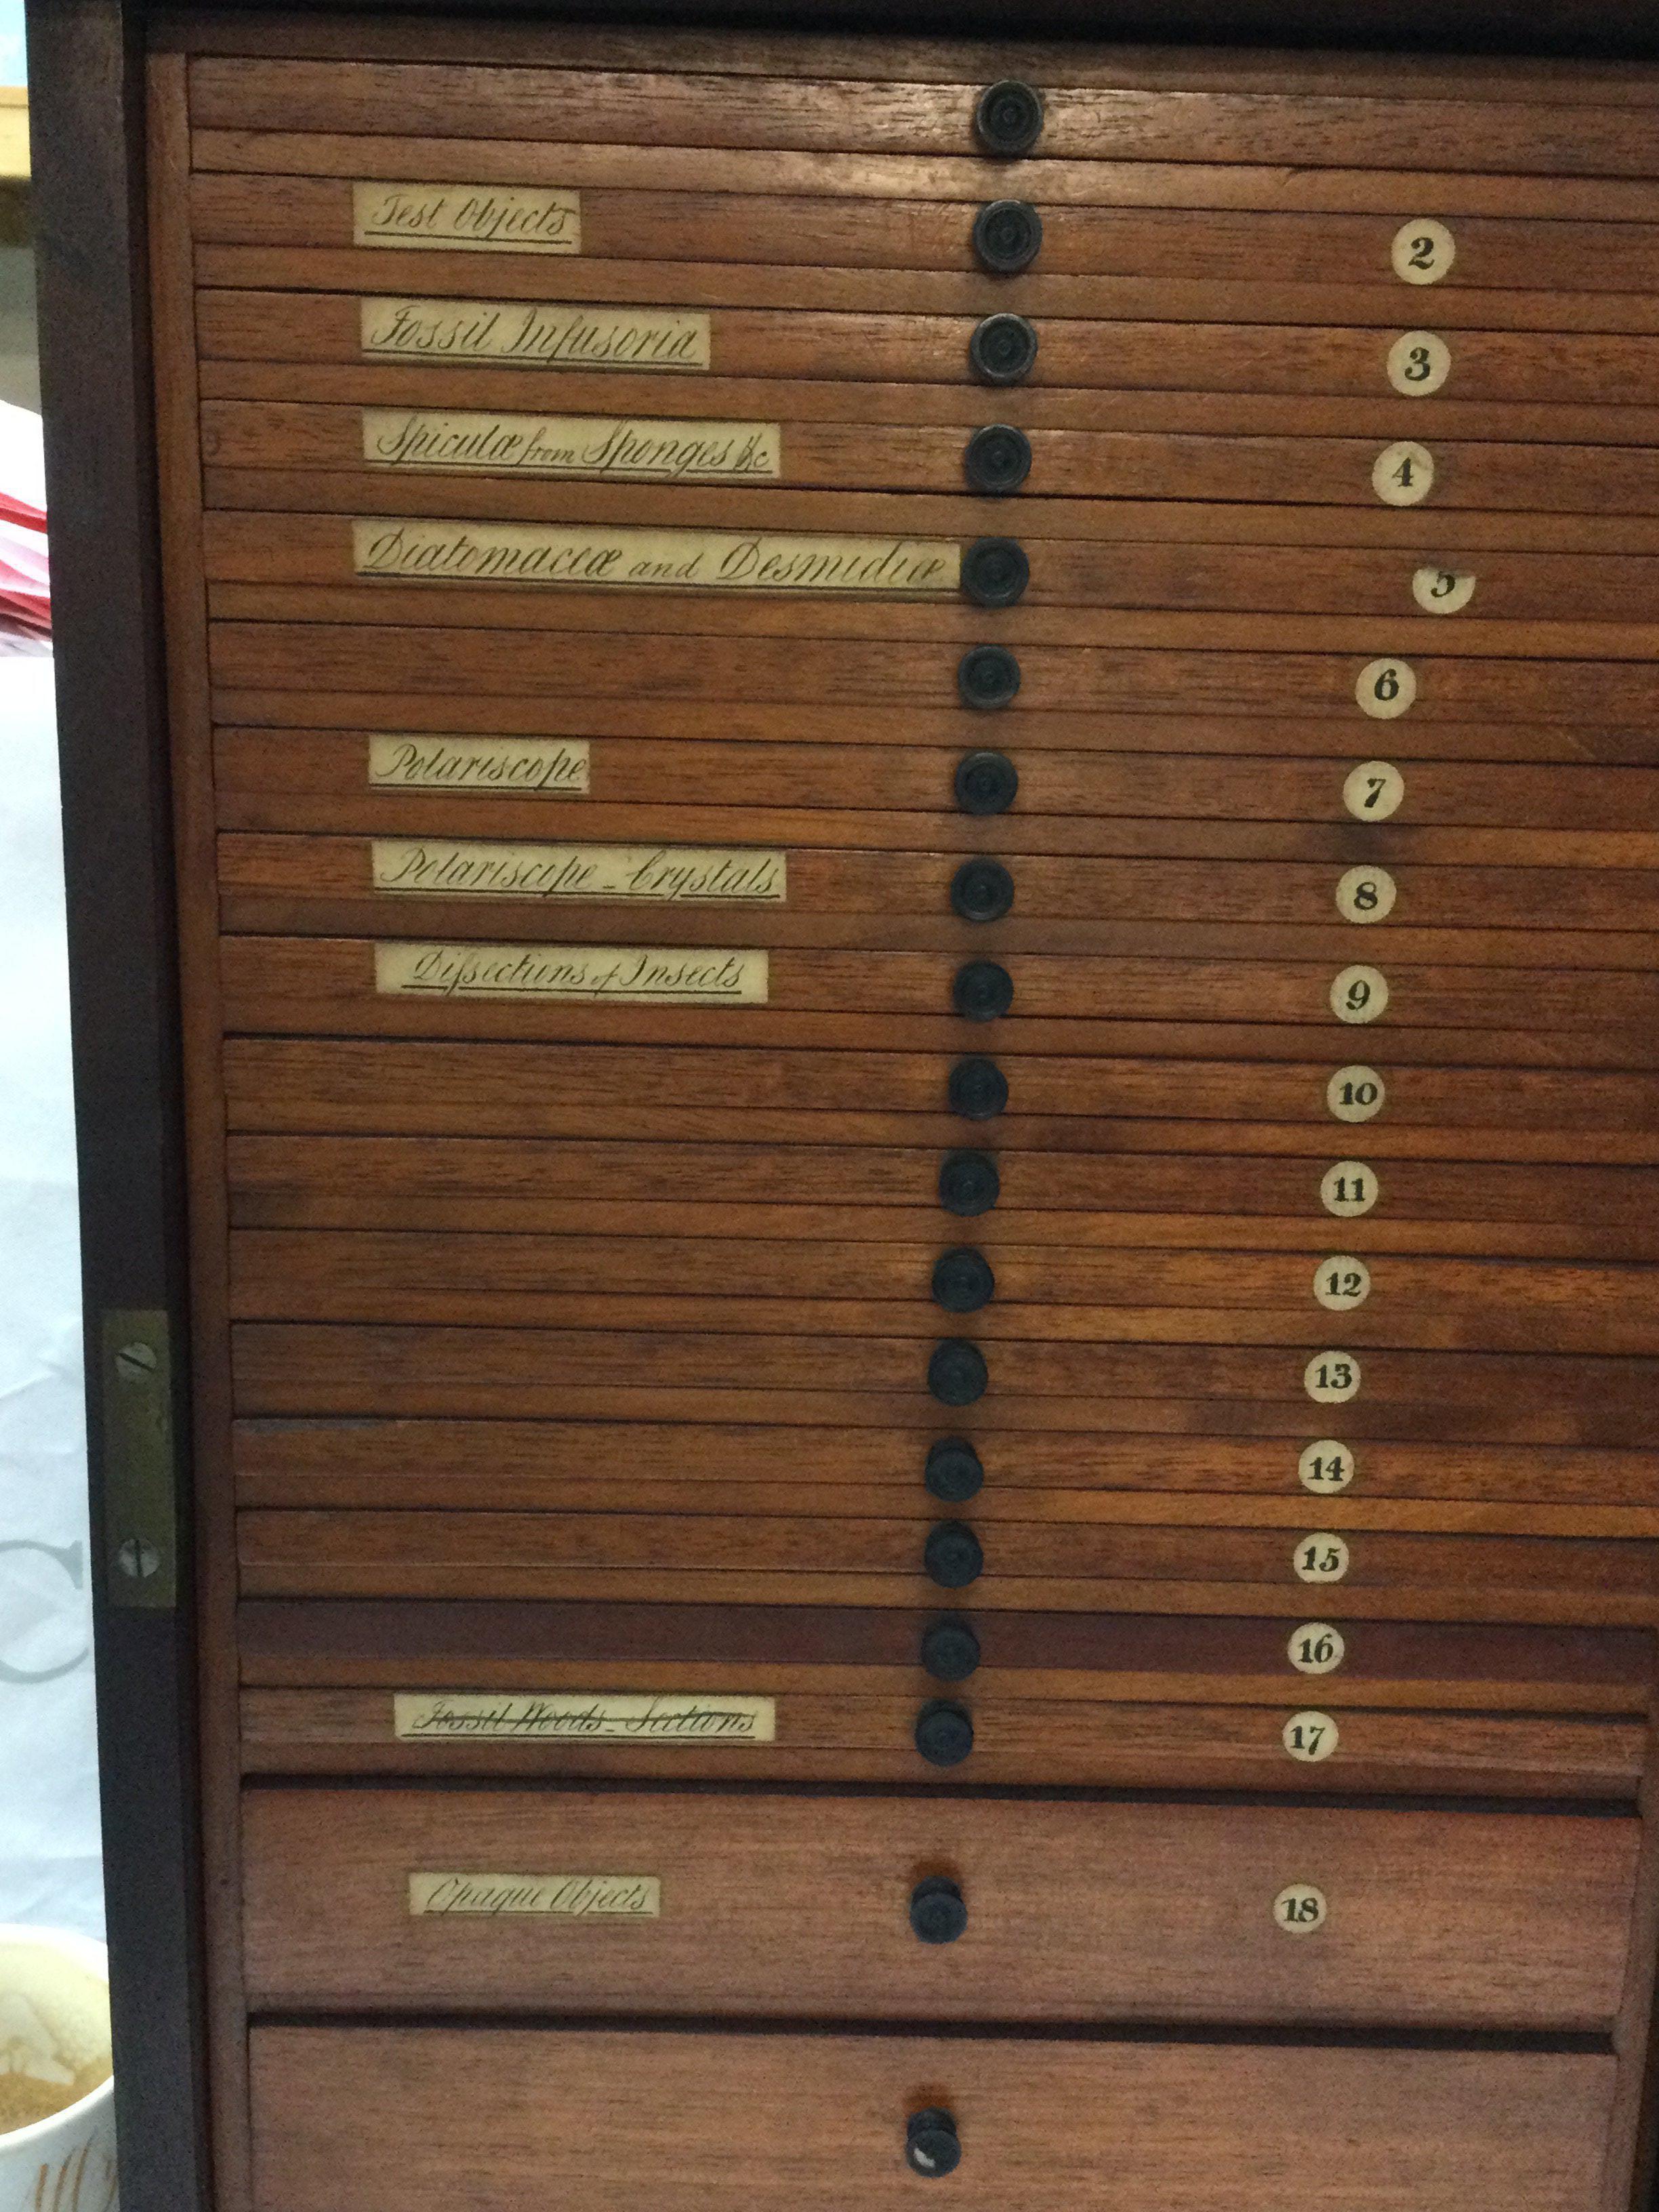 Test Objects 2
Fossil Infusoria 3
Spiculæ from Sponges &c 4
Diatomaceæ and Desmidiæ 5
6
Polariscope 7
Polariscope - Crystals 8
Diſsections of Insects 9
10
11
12
13
14
15
16
Fossil Woods - Sections 17
Opaque Objects 18